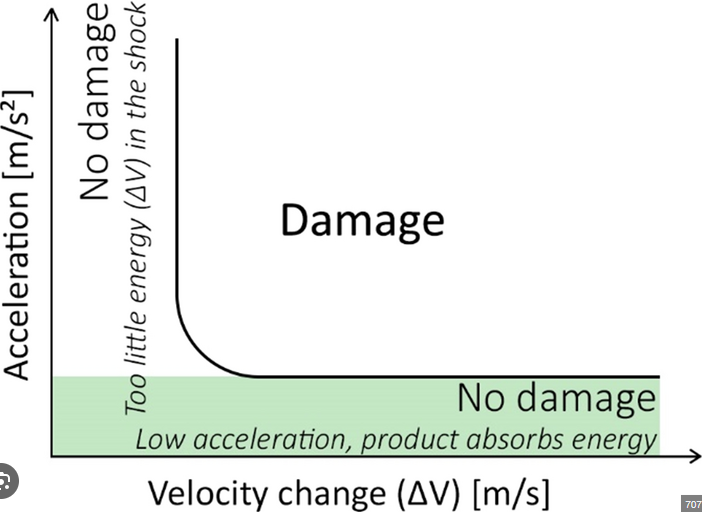 Acceleration [m/s²]
No damage
Too little energy (ΔV) in the shock
Damage
No damage
Low acceleration, product absorbs energy
Velocity change (ΔV) [m/s]
707